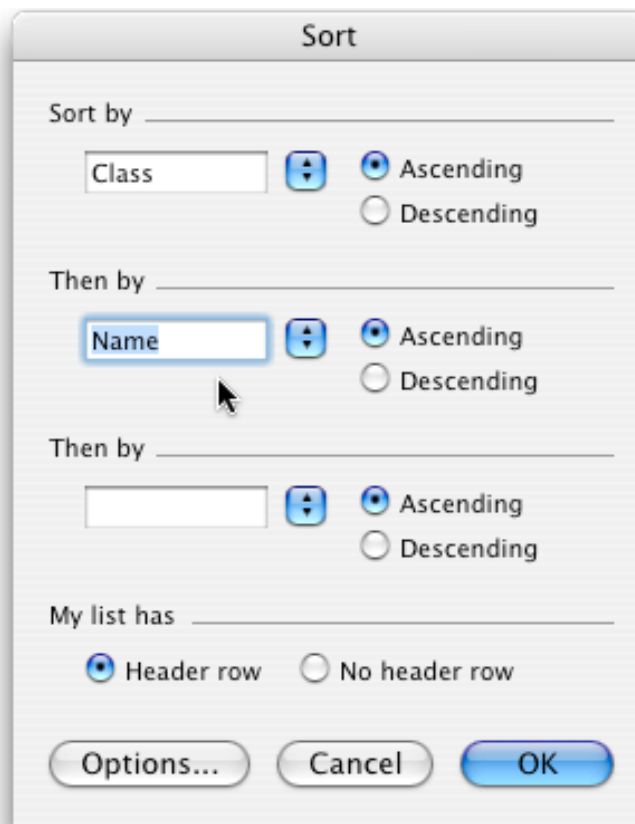 Sort
Sort by
Class
Ascending
Descending
Then by
Name
Ascending
Descending
Then by
Ascending
Descending
My list has
Header row No header row
Options... Cancel OK